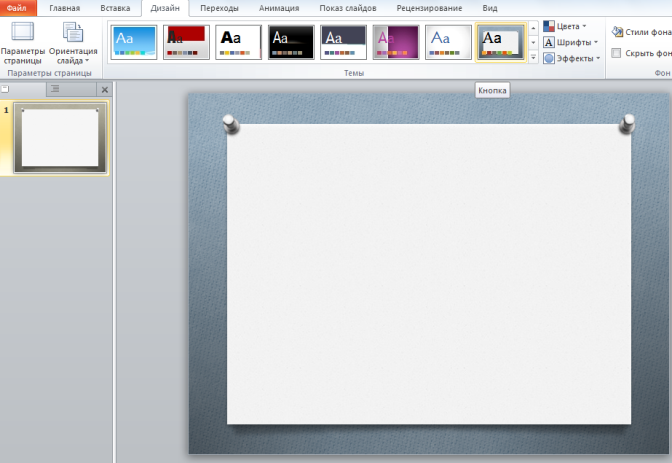 Файл Главная Вставка Дизайн Переходы Анимация Показ слайдов Рецензирование Вид
Параметры страницы
Ориентация слайда
Параметры страницы
Aa Aa Aa Aa Aa Aa Aa Aa
Темы
Цвета
Шрифты
Эффекты
Стили фона
Скрыть фон
Фон
Кнопка
1